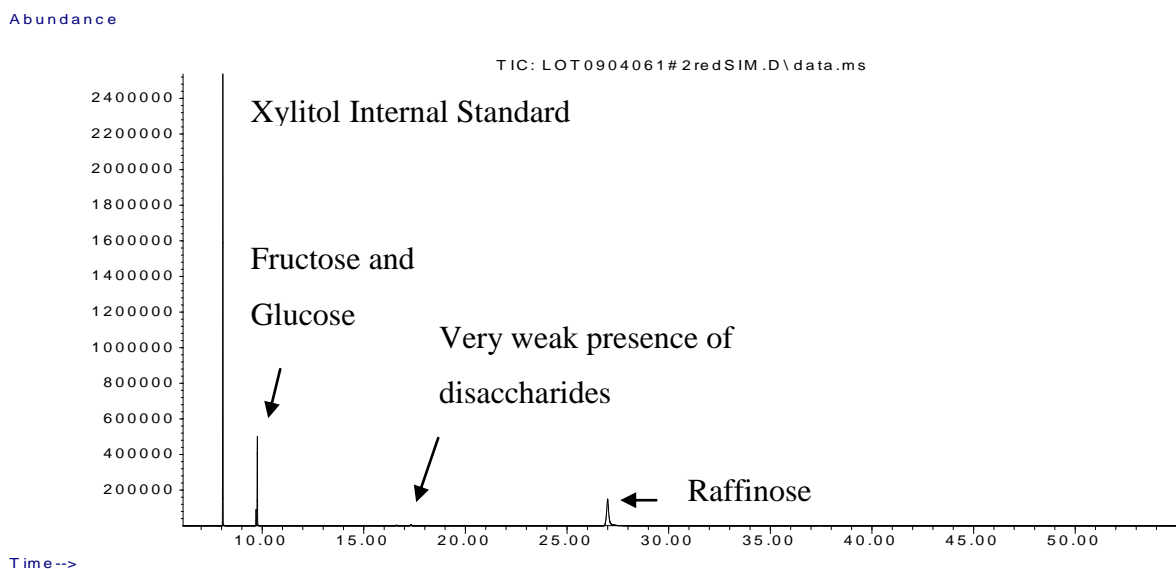 Abundance
TIC: LOT0904061#2redSIM.D\data.ms
2400000
Xylitol Internal Standard
2200000
2000000
1800000
1600000
Fructose and
1400000
Glucose
1200000
Very weak presence of
1000000
800000
disaccharides
600000
400000
Raffinose
200000
10.00 15.00 20.00 25.00 30.00 35.00 40.00 45.00 50.00
Time-->